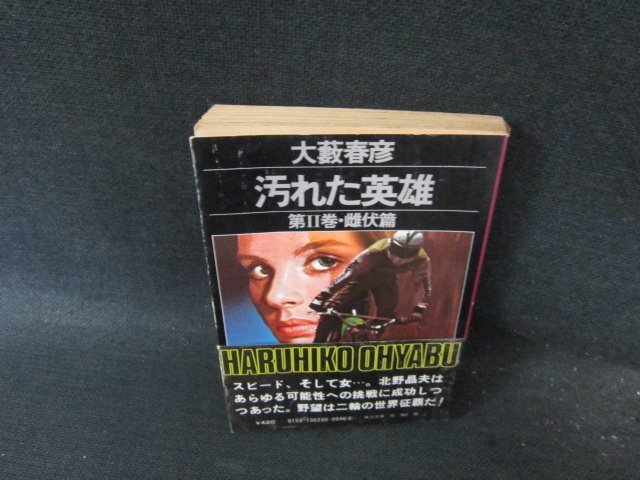 大藪春彦
汚れた英雄
第II巻・雌伏篇
HARUHIKO OHYABU
スピード、そして女…。北野晶夫は
あらゆる可能性への挑戦に成功しつ
つあった。野望は二輪の世界征覇だ!
¥420